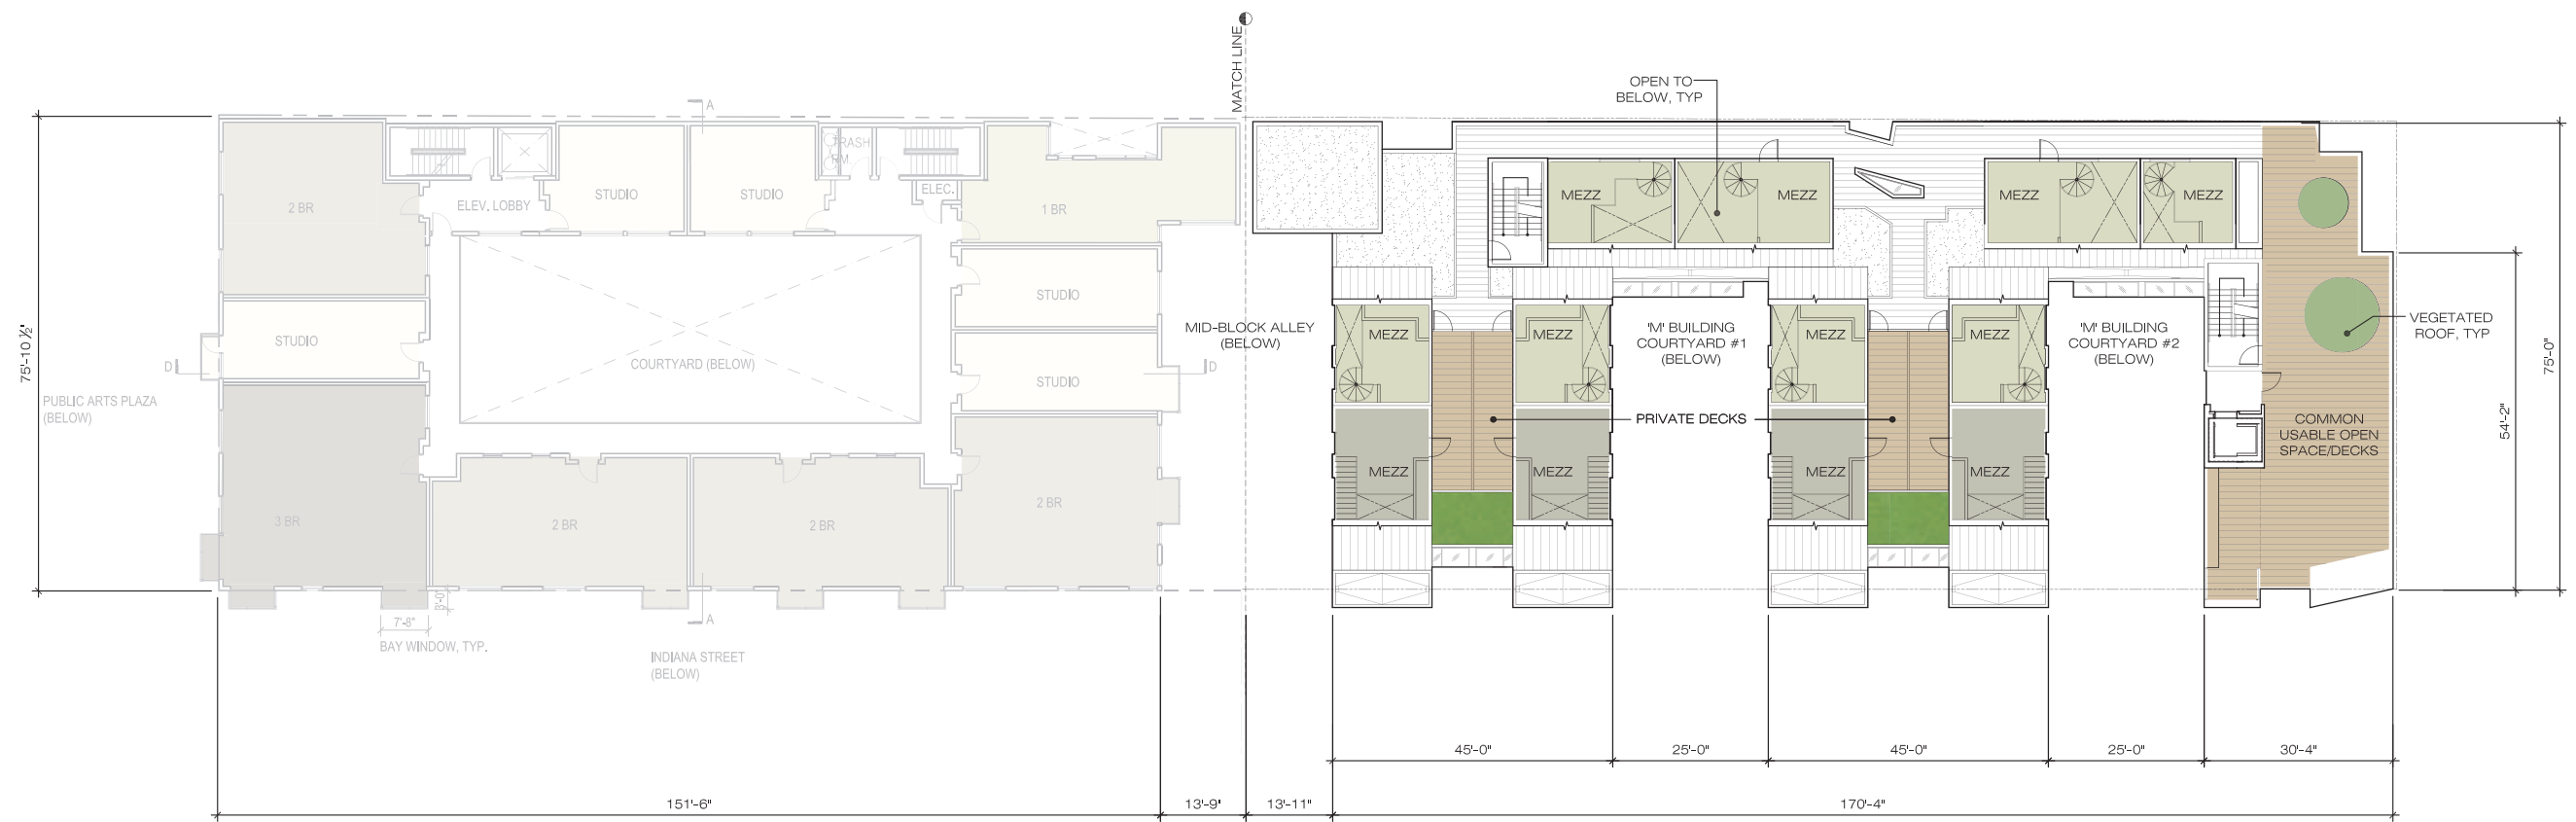 MATCH LINE
OPEN TO
BELOW, TYP
A
TRASH
RM
2 BR
ELEV. LOBBY
STUDIO
STUDIO
ELEC.
1 BR
MEZZ
MEZZ
MEZZ
MEZZ
STUDIO
STUDIO
COURTYARD (BELOW)
STUDIO
D
D
MID-BLOCK ALLEY
(BELOW)
MEZZ
MEZZ
'M' BUILDING
COURTYARD #1
(BELOW)
MEZZ
MEZZ
'M' BUILDING
COURTYARD #2
(BELOW)
VEGETATED
ROOF, TYP
75'-10 ½"
75'-0"
54'-2"
PUBLIC ARTS PLAZA
(BELOW)
PRIVATE DECKS
COMMON
USABLE OPEN
SPACE/DECKS
MEZZ
MEZZ
MEZZ
MEZZ
3 BR
2 BR
2 BR
2 BR
3'-0"
7'-8"
BAY WINDOW, TYP.
A
INDIANA STREET
(BELOW)
45'-0"
25'-0"
45'-0"
25'-0"
30'-4"
151'-6"
13'-9"
13'-11"
170'-4"